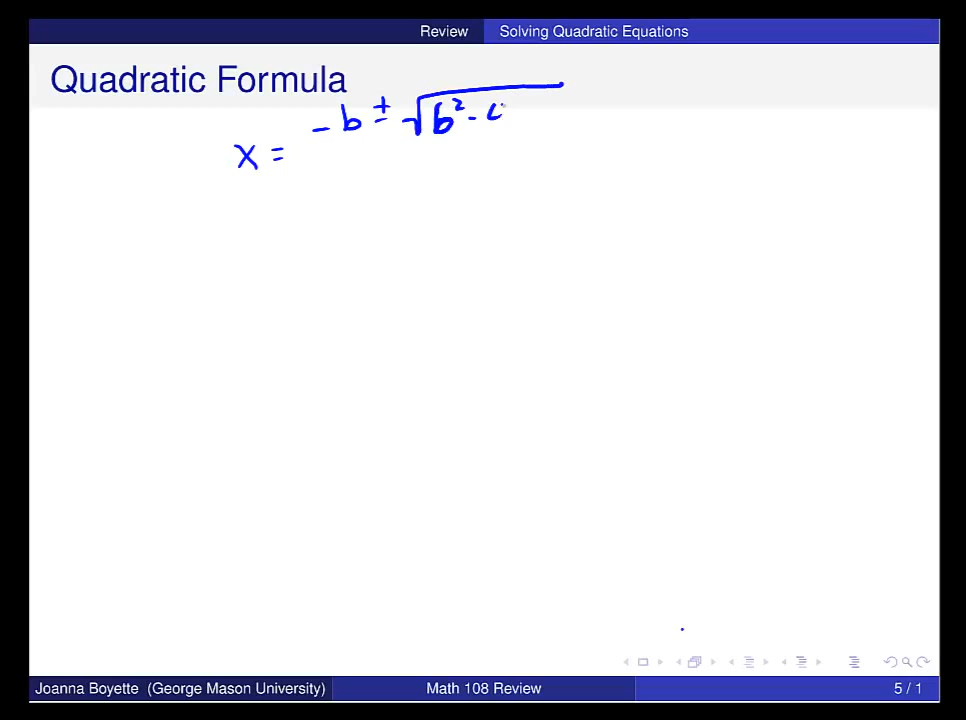 Review Solving Quadratic Equations
Quadratic Formula
x = - b ± √b² -
Joanna Boyette (George Mason University) Math 108 Review 5 / 1